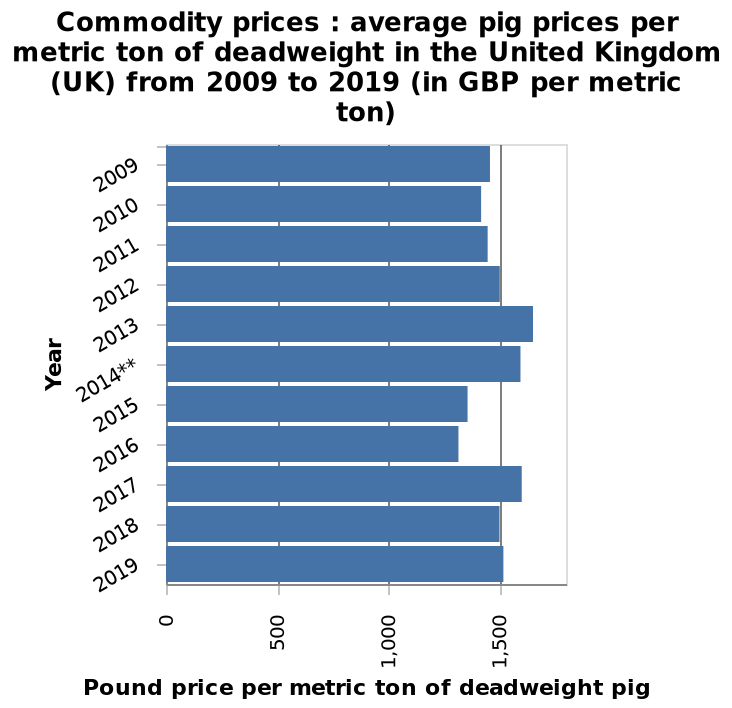 Commodity prices : average pig prices per
metric ton of deadweight in the United Kingdom
(UK) from 2009 to 2019 (in GBP per metric
ton)
2009
2010
2011
2012
2013
2014**
2015
2016
2017
2018
2019
Year
0
500
1,000
1,500
Pound price per metric ton of deadweight pig